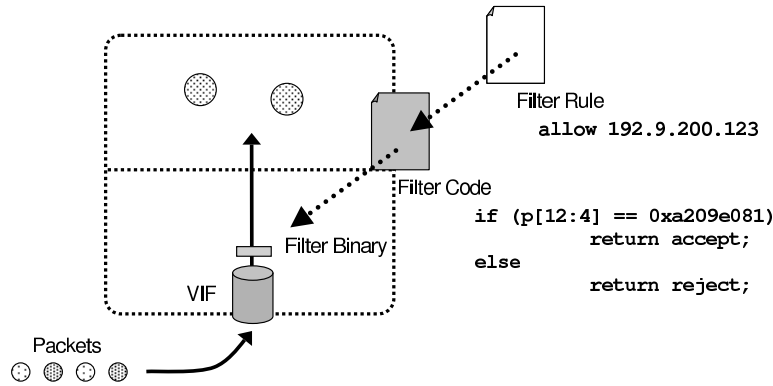 Filter Rule
allow 192.9.200.123
Filter Code
if (p[12:4] == 0xa209e081)
return accept;
else
return reject;
Filter Binary
VIF
Packets